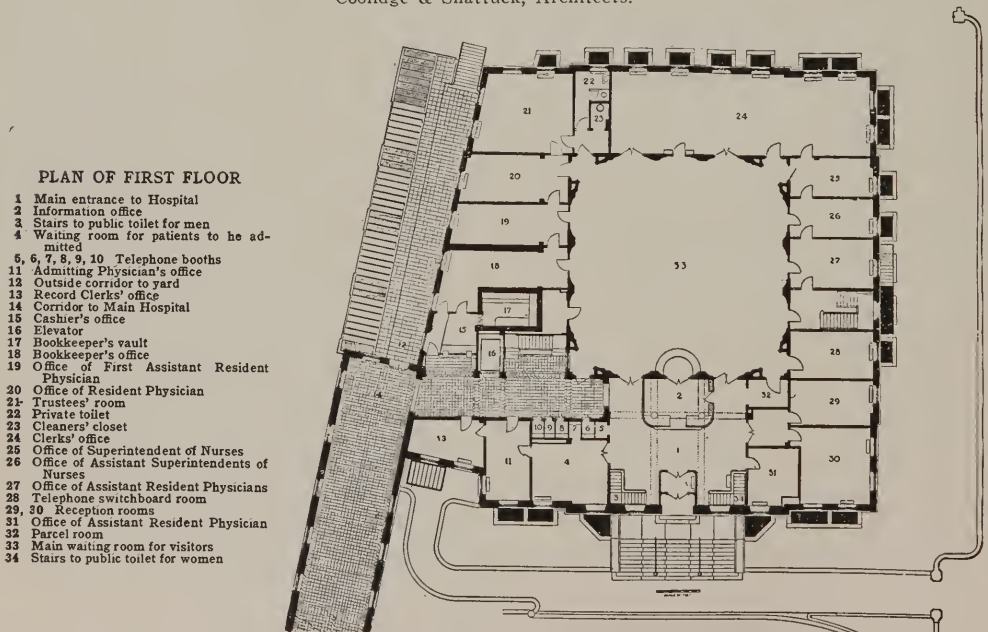 Coolidge & Shattuck, Architects.
PLAN OF FIRST FLOOR
1 Main entrance to Hospital
2 Information office
3 Stairs to public toilet for men
4 Waiting room for patients to he ad-
mitted
5, 6, 7, 8, 9, 10 Telephone booths
11 Admitting Physician's office
12 Outside corridor to yard
13 Record Clerks' office
14 Corridor to Main Hospital
15 Cashier's office
16 Elevator
17 Bookkeeper's vault
18 Bookkeeper's office
19 Office of First Assistant Resident
Physician
20 Office of Resident Physician
21 Trustees' room
22 Private toilet
23 Cleaners' closet
24 Clerks' office
25 Office of Superintendent of Nurses
26 Office of Assistant Superintendents of
Nurses
27 Office of Assistant Resident Physicians
28 Telephone switchboard room
29, 30 Reception rooms
31 Office of Assistant Resident Physician
32 Parcel room
33 Main waiting room for visitors
34 Stairs to public toilet for women
22
21
23
24
20
25
19
26
18
33
27
17
15
12
16
28
14
2
32
29
13
10 9 8 7 6 5
11
4
1
31
30
3
34